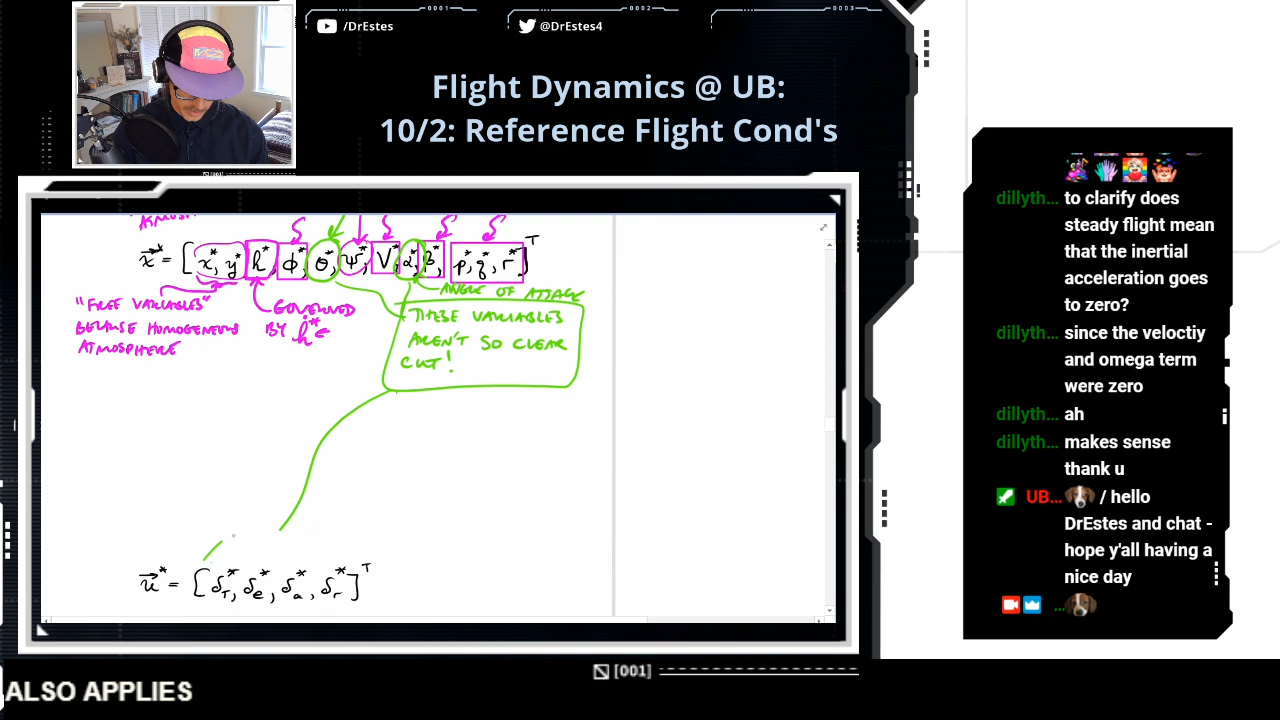 0001
0002
0003
/DrEstes
@DrEstes4
Flight Dynamics @ UB:
10/2: Reference Flight Cond's
x* = [ x*, y*, h*, φ*, θ*, ψ*, V*, α*, β*, p*, q*, r* ]T
ANGLE OF ATTACK
"FREE VARIABLES"
BECAUSE HOMOGENEOUS
ATMOSPHERE
GOVERNED
BY h*
THESE VARIABLES
AREN'T SO CLEAR
CUT!
u* = [ δT*, δe*, δa*, δr* ]T
dillyth... to clarify does
steady flight mean
that the inertial
acceleration goes
to zero?
dillyth... since the veloctiy
and omega term
were zero
dillyth... ah
dillyth... makes sense
thank u
UB... / hello
DrEstes and chat -
hope y'all having a
nice day
...
[001]
ALSO APPLIES